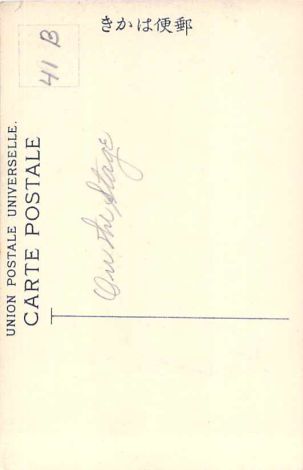 郵便はかき
41 B
UNION POSTALE UNIVERSELLE.
CARTE POSTALE
On the Stage